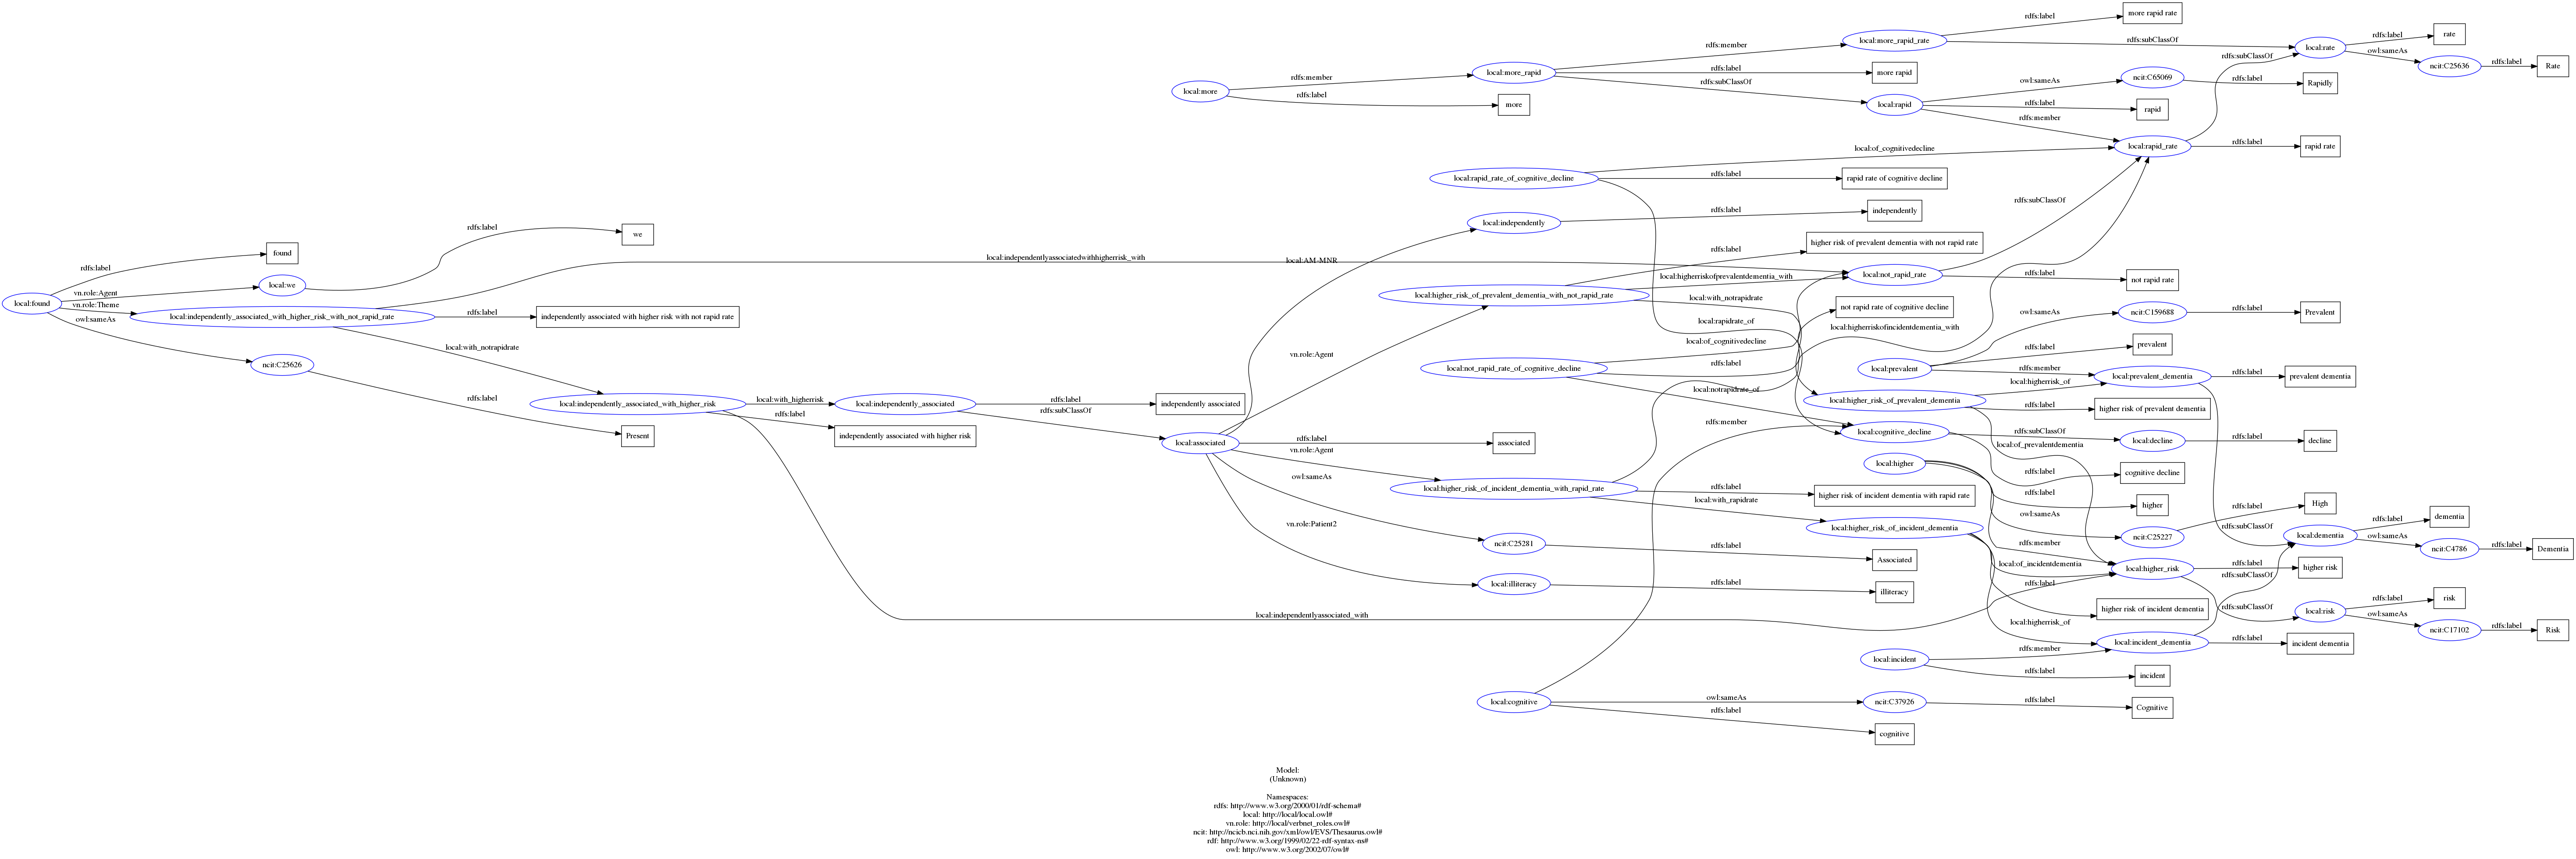 more rapid rate
rdfs:label
local:more_rapid_rate
rdfs:subClassOf
rdfs:member
local:rate
rdfs:label
rate
owl:sameAs
ncit:C25636
rdfs:label
Rate
rdfs:subClassOf
local:more
rdfs:member
rdfs:label
more
local:more_rapid
rdfs:label
more rapid
rdfs:subClassOf
local:rapid
owl:sameAs
ncit:C65069
rdfs:label
Rapidly
rdfs:label
rapid
rdfs:member
local:rapid_rate
rdfs:label
rapid rate
local:of_cognitivedecline
local:rapid_rate_of_cognitive_decline
rdfs:label
rapid rate of cognitive decline
rdfs:subClassOf
local:independently
rdfs:label
independently
rdfs:label
we
rdfs:label
found
local:found
vn.role:Agent
local:we
vn.role:Theme
local:independently_associated_with_higher_risk_with_not_rapid_rate
rdfs:label
independently associated with higher risk with not rapid rate
owl:sameAs
ncit:C25626
rdfs:label
Present
local:independentlyassociatedwithhigherrisk_with
local:AM-MNR
rdfs:label
higher risk of prevalent dementia with not rapid rate
local:higherriskofprevalentdementia_with
local:not_rapid_rate
rdfs:label
not rapid rate
local:higher_risk_of_prevalent_dementia_with_not_rapid_rate
local:with_notrapidrate
not rapid rate of cognitive decline
local:rapidrate_of
local:higherriskofincidentdementia_with
local:of_cognitivedecline
local:not_rapid_rate_of_cognitive_decline
rdfs:label
local:notrapidrate_of
owl:sameAs
ncit:C159688
rdfs:label
Prevalent
local:prevalent
rdfs:label
prevalent
rdfs:member
local:prevalent_dementia
rdfs:label
prevalent dementia
local:higherrisk_of
local:higher_risk_of_prevalent_dementia
rdfs:label
higher risk of prevalent dementia
local:with_notrapidrate
local:independently_associated_with_higher_risk
local:with_higherrisk
local:independently_associated
rdfs:label
independently associated
rdfs:label
independently associated with higher risk
rdfs:subClassOf
local:associated
vn.role:Agent
rdfs:label
associated
vn.role:Agent
owl:sameAs
vn.role:Patient2
rdfs:member
local:cognitive_decline
rdfs:subClassOf
local:decline
rdfs:label
decline
local:of_prevalentdementia
local:higher
rdfs:label
cognitive decline
rdfs:label
higher
owl:sameAs
ncit:C25227
rdfs:label
High
rdfs:member
local:higher_risk_of_incident_dementia_with_rapid_rate
rdfs:label
higher risk of incident dementia with rapid rate
local:with_rapidrate
local:higher_risk_of_incident_dementia
rdfs:subClassOf
local:dementia
rdfs:label
dementia
owl:sameAs
ncit:C4786
rdfs:label
Dementia
ncit:C25281
rdfs:label
Associated
local:of_incidentdementia
local:higher_risk
rdfs:label
higher risk
rdfs:subClassOf
local:illiteracy
rdfs:label
illiteracy
rdfs:label
higher risk of incident dementia
rdfs:subClassOf
local:risk
rdfs:label
risk
owl:sameAs
ncit:C17102
rdfs:label
Risk
local:independentlyassociated_with
local:higherrisk_of
local:incident_dementia
rdfs:label
incident dementia
local:incident
rdfs:member
rdfs:label
incident
local:cognitive
owl:sameAs
ncit:C37926
rdfs:label
Cognitive
rdfs:label
cognitive
Model:
(Unknown)
Namespaces:
rdfs: http://www.w3.org/2000/01/rdf-schema#
local: http://local/local.owl#
vn.role: http://local/verbnet_roles.owl#
ncit: http://ncicb.nci.nih.gov/xml/owl/EVS/Thesaurus.owl#
rdf: http://www.w3.org/1999/02/22-rdf-syntax-ns#
owl: http://www.w3.org/2002/07/owl#